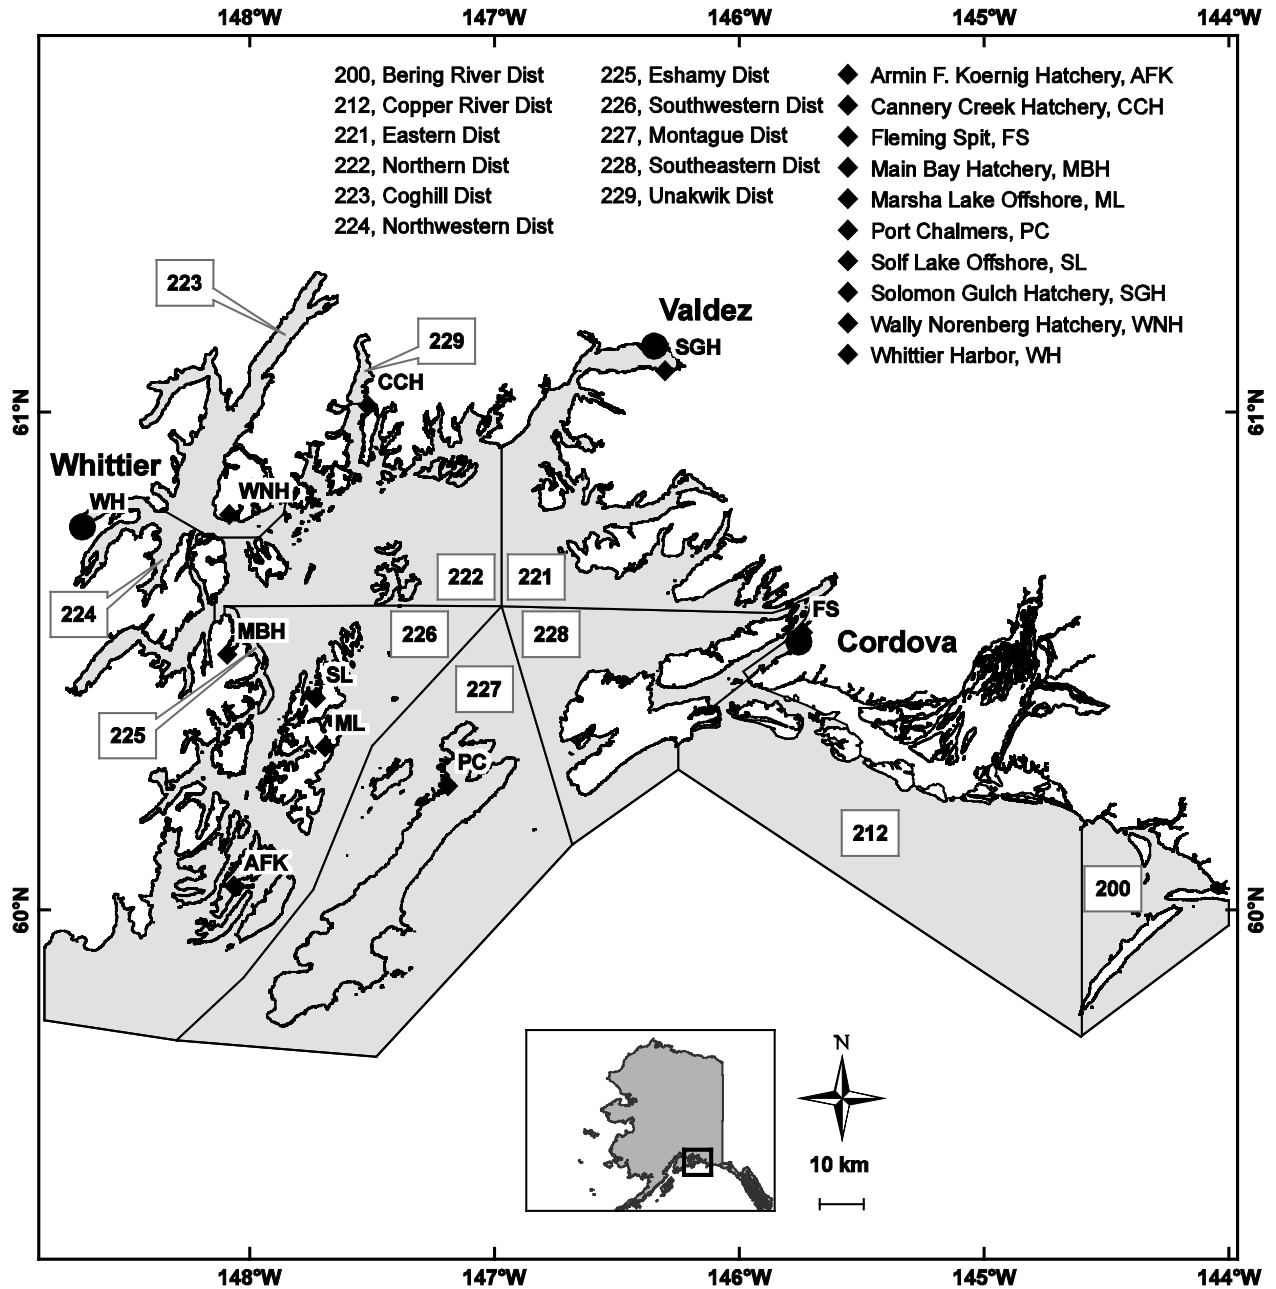 148°W 147°W 146°W 145°W 144°W
200, Bering River Dist
212, Copper River Dist
221, Eastern Dist
222, Northern Dist
223, Coghill Dist
224, Northwestern Dist
225, Eshamy Dist
226, Southwestern Dist
227, Montague Dist
228, Southeastern Dist
229, Unakwik Dist
Armin F. Koernig Hatchery, AFK
Cannery Creek Hatchery, CCH
Fleming Spit, FS
Main Bay Hatchery, MBH
Marsha Lake Offshore, ML
Port Chalmers, PC
Solf Lake Offshore, SL
Solomon Gulch Hatchery, SGH
Wally Norenberg Hatchery, WNH
Whittier Harbor, WH
223
Valdez
229
SGH
CCH
61°N
61°N
Whittier
WH
WNH
222
221
224
FS
226
228
MBH
Cordova
SL
227
225
ML
PC
212
AFK
200
60°N
60°N
N
10 km
148°W 147°W 146°W 145°W 144°W